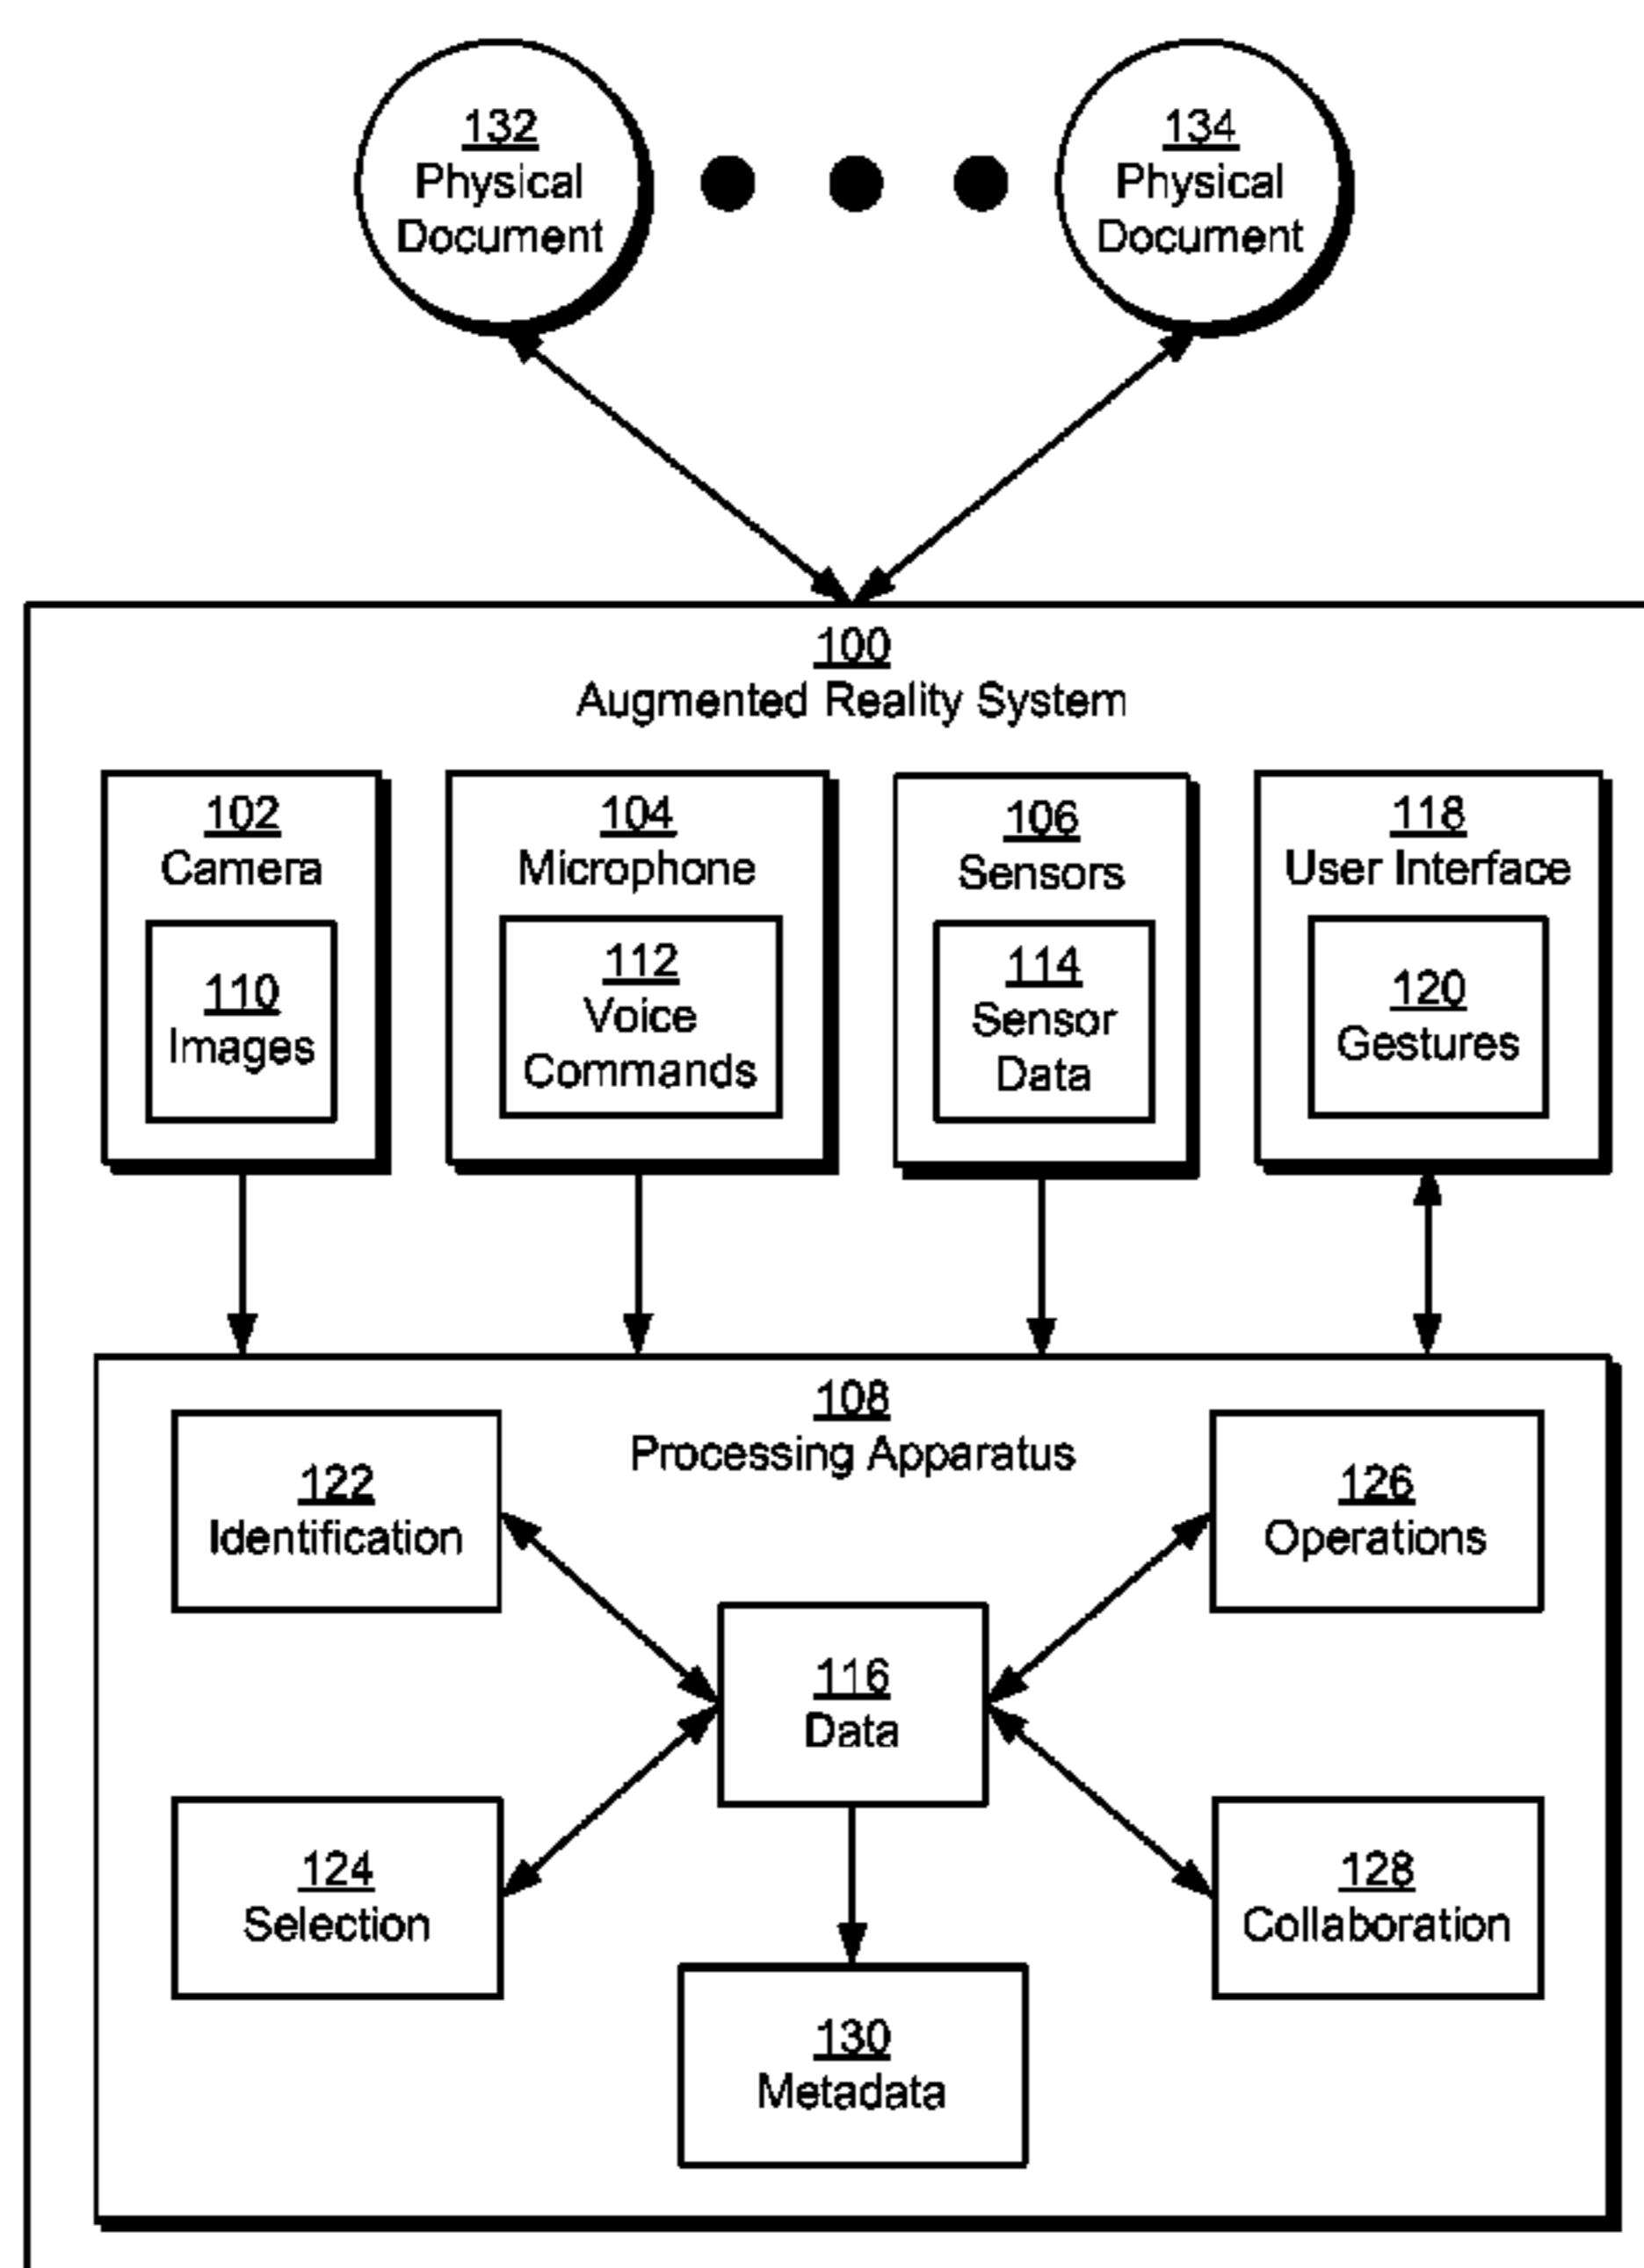 132
Physical
Document
134
Physical
Document
100
Augmented Reality System
102
Camera
110
Images
104
Microphone
112
Voice
Commands
106
Sensors
114
Sensor
Data
118
User Interface
120
Gestures
108
Processing Apparatus
122
Identification
126
Operations
116
Data
124
Selection
128
Collaboration
130
Metadata